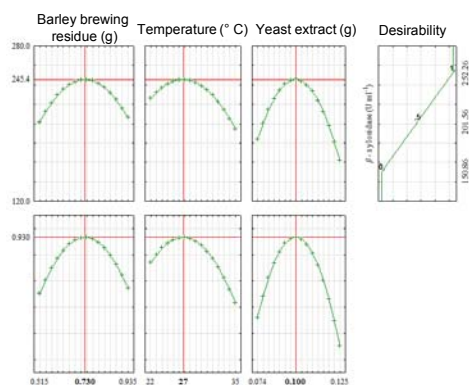 Barley brewing residue (g)
Temperature (° C)
Yeast extract (g)
Desirability
280.0
245.4
120.0
0.930
β - xylosidase (U ml⁻¹)
252.26
201.56
150.86
1.
.5
0.
0.515 0.730 0.935
22 27 35
0.074 0.100 0.125